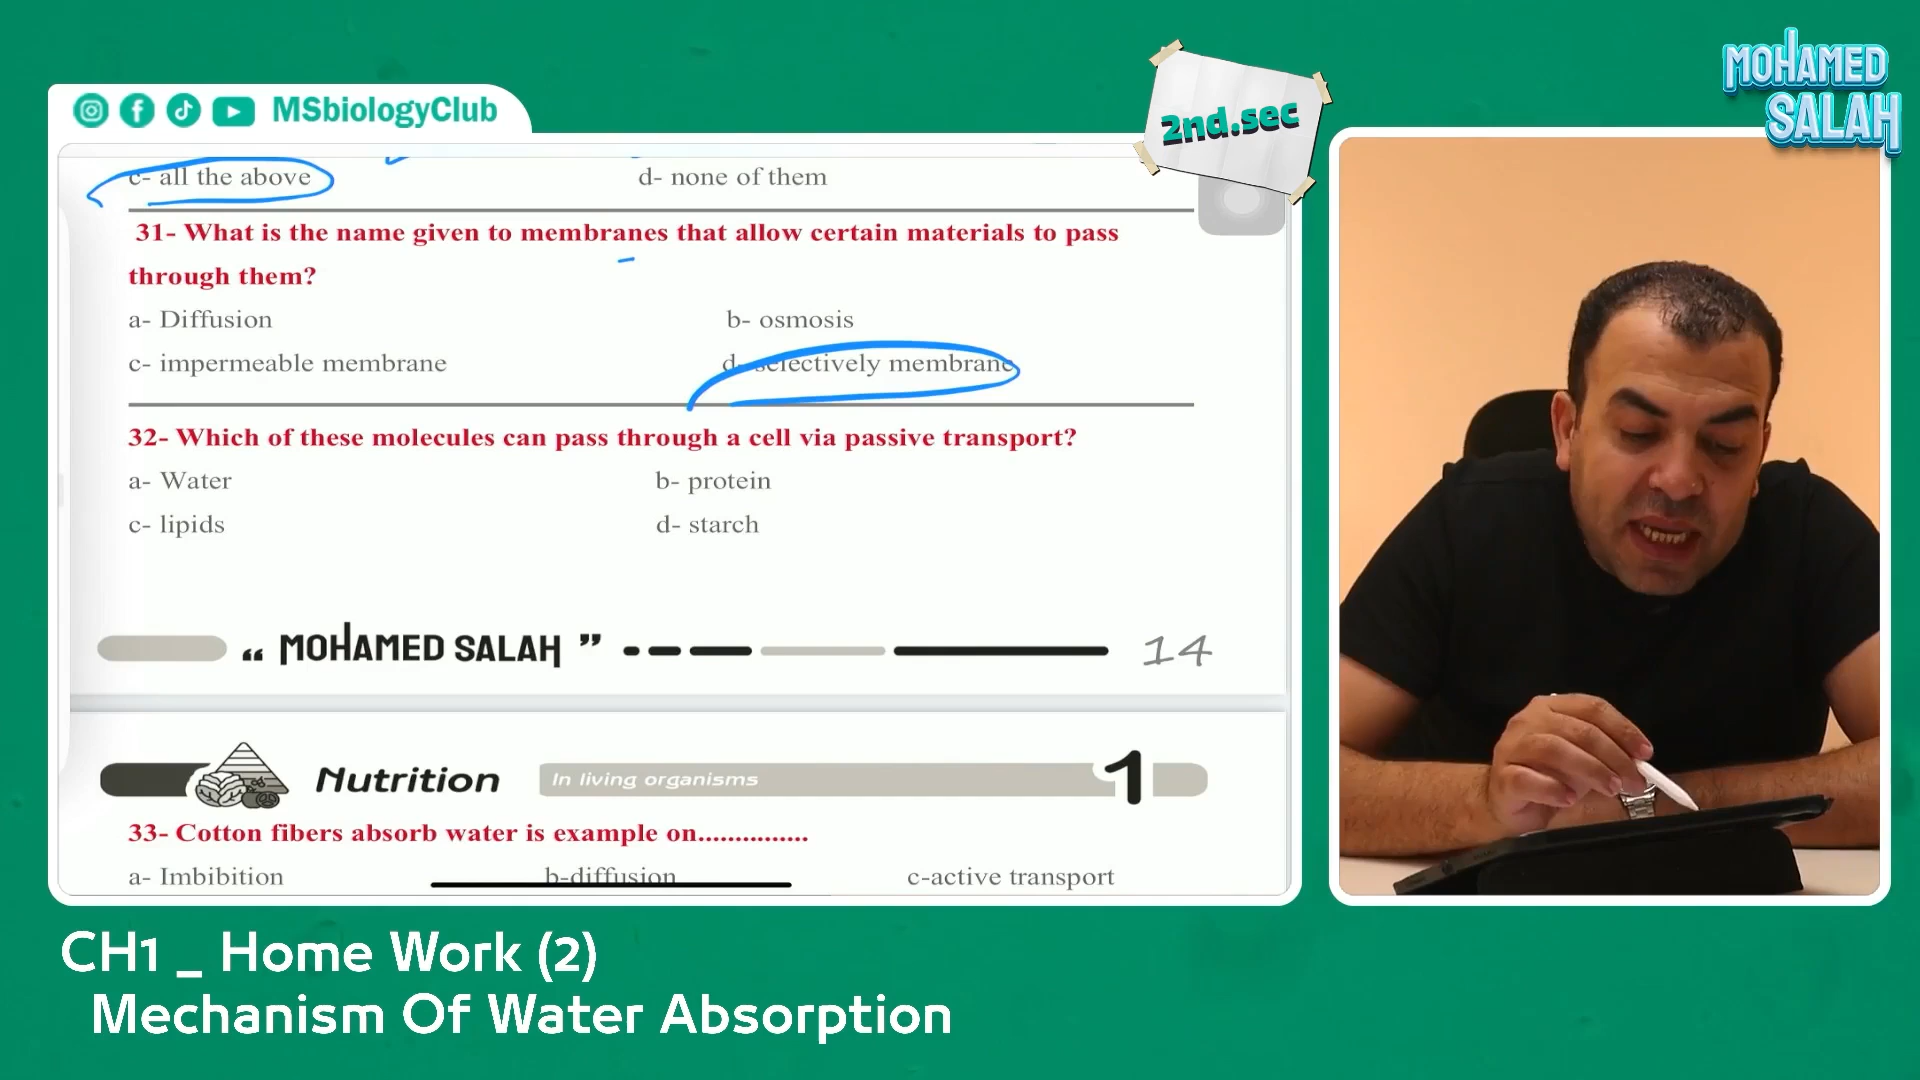 MOHAMED
SALAH
MSbiologyClub
2nd.sec
c- all the above d- none of them
31- What is the name given to membranes that allow certain materials to pass
through them?
a- Diffusion b- osmosis
c- impermeable membrane d- selectively membrane
32- Which of these molecules can pass through a cell via passive transport?
a- Water b- protein
c- lipids d- starch
“ MOHAMED SALAH ” 14
Nutrition In living organisms 1
33- Cotton fibers absorb water is example on...............
a- Imbibition b-diffusion c-active transport
CH1 _ Home Work (2)
Mechanism Of Water Absorption